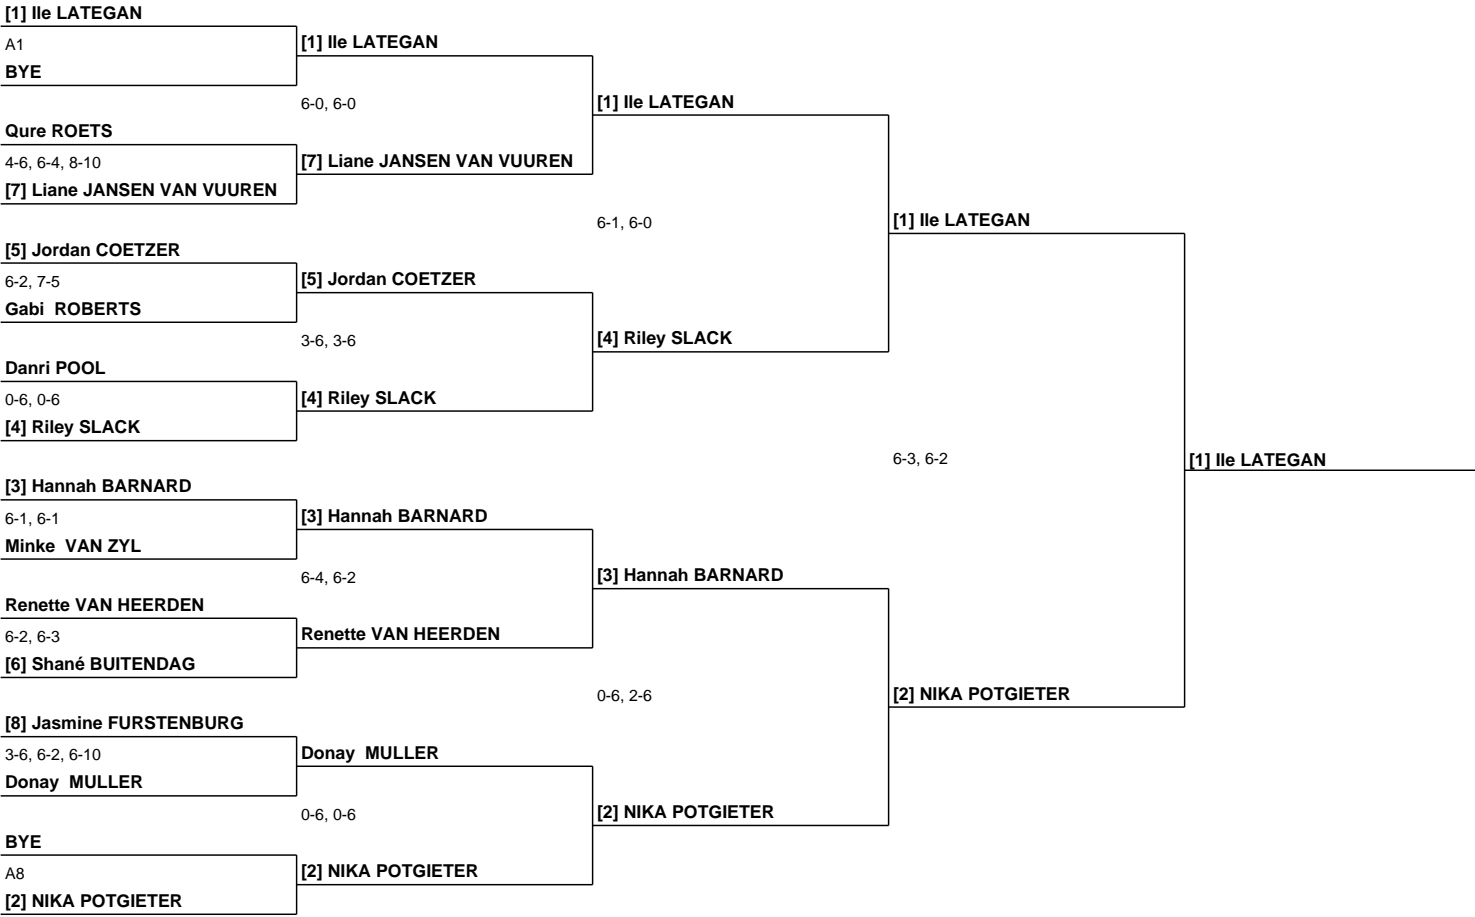 [1] Ile LATEGAN
A1
BYE
Qure ROETS
4-6, 6-4, 8-10
[7] Liane JANSEN VAN VUUREN
[5] Jordan COETZER
6-2, 7-5
Gabi  ROBERTS
Danri POOL
0-6, 0-6
[4] Riley SLACK
[3] Hannah BARNARD
6-1, 6-1
Minke  VAN ZYL
Renette VAN HEERDEN
6-2, 6-3
[6] Shané BUITENDAG
[8] Jasmine FURSTENBURG
3-6, 6-2, 6-10
Donay  MULLER
BYE
A8
[2] NIKA POTGIETER
[1] Ile LATEGAN
6-0, 6-0
[7] Liane JANSEN VAN VUUREN
[5] Jordan COETZER
3-6, 3-6
[4] Riley SLACK
[3] Hannah BARNARD
6-4, 6-2
Renette VAN HEERDEN
Donay  MULLER
0-6, 0-6
[2] NIKA POTGIETER
[1] Ile LATEGAN
6-1, 6-0
[4] Riley SLACK
[3] Hannah BARNARD
0-6, 2-6
[2] NIKA POTGIETER
[1] Ile LATEGAN
6-3, 6-2
[2] NIKA POTGIETER
[1] Ile LATEGAN